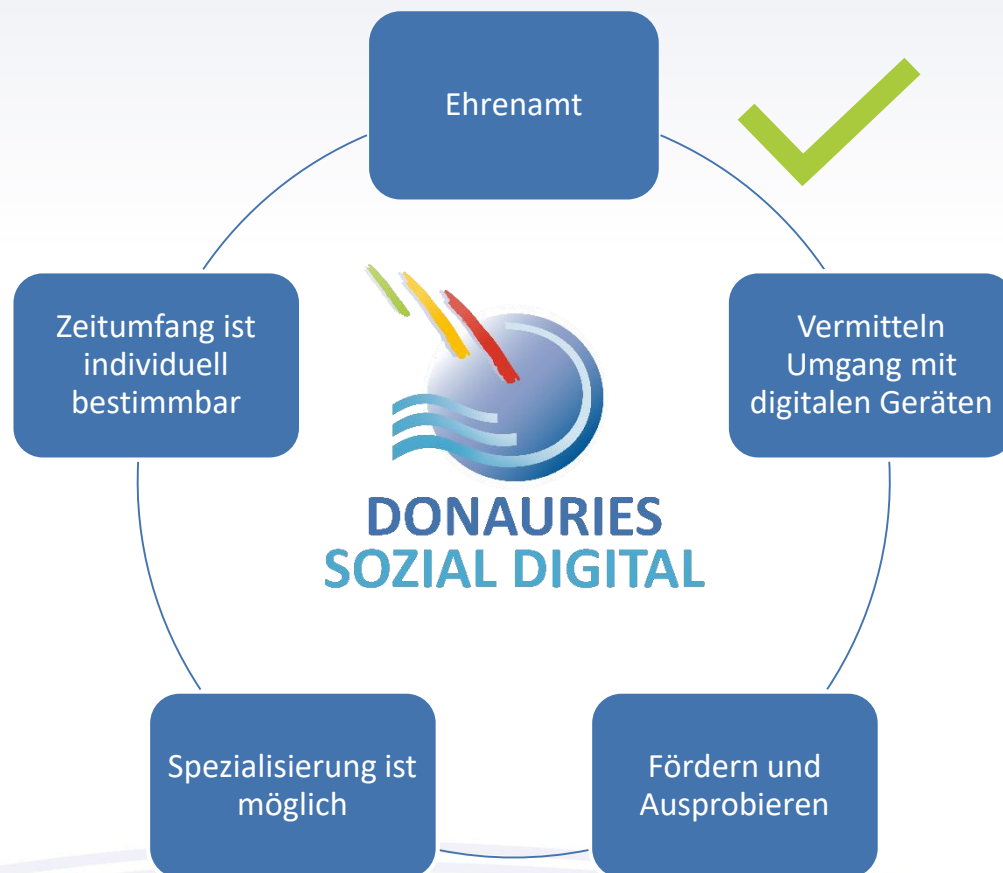 Ehrenamt
Vermitteln
Umgang mit
digitalen Geräten
Fördern und
Ausprobieren
Spezialisierung ist
möglich
Zeitumfang ist
individuell
bestimmbar
DONAURIES
SOZIAL DIGITAL